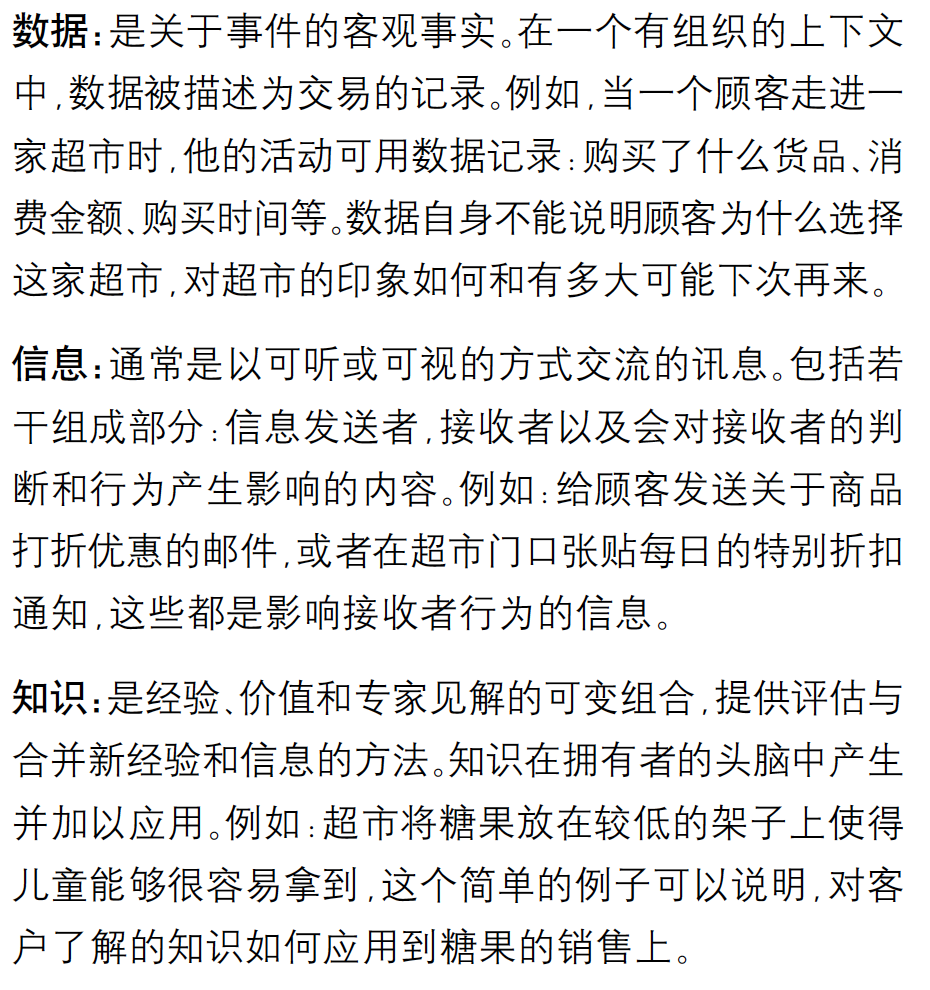 数据：是关于事件的客观事实。在一个有组织的上下文
中，数据被描述为交易的记录。例如，当一个顾客走进一
家超市时，他的活动可用数据记录：购买了什么货品、消
费金额、购买时间等。数据自身不能说明顾客为什么选择
这家超市，对超市的印象如何和有多大可能下次再来。
信息：通常是以可听或可视的方式交流的讯息。包括若
干组成部分：信息发送者，接收者以及会对接收者的判
断和行为产生影响的内容。例如：给顾客发送关于商品
打折优惠的邮件，或者在超市门口张贴每日的特别折扣
通知，这些都是影响接收者行为的信息。
知识：是经验、价值和专家见解的可变组合，提供评估与
合并新经验和信息的方法。知识在拥有者的头脑中产生
并加以应用。例如：超市将糖果放在较低的架子上使得
儿童能够很容易拿到，这个简单的例子可以说明，对客
户了解的知识如何应用到糖果的销售上。